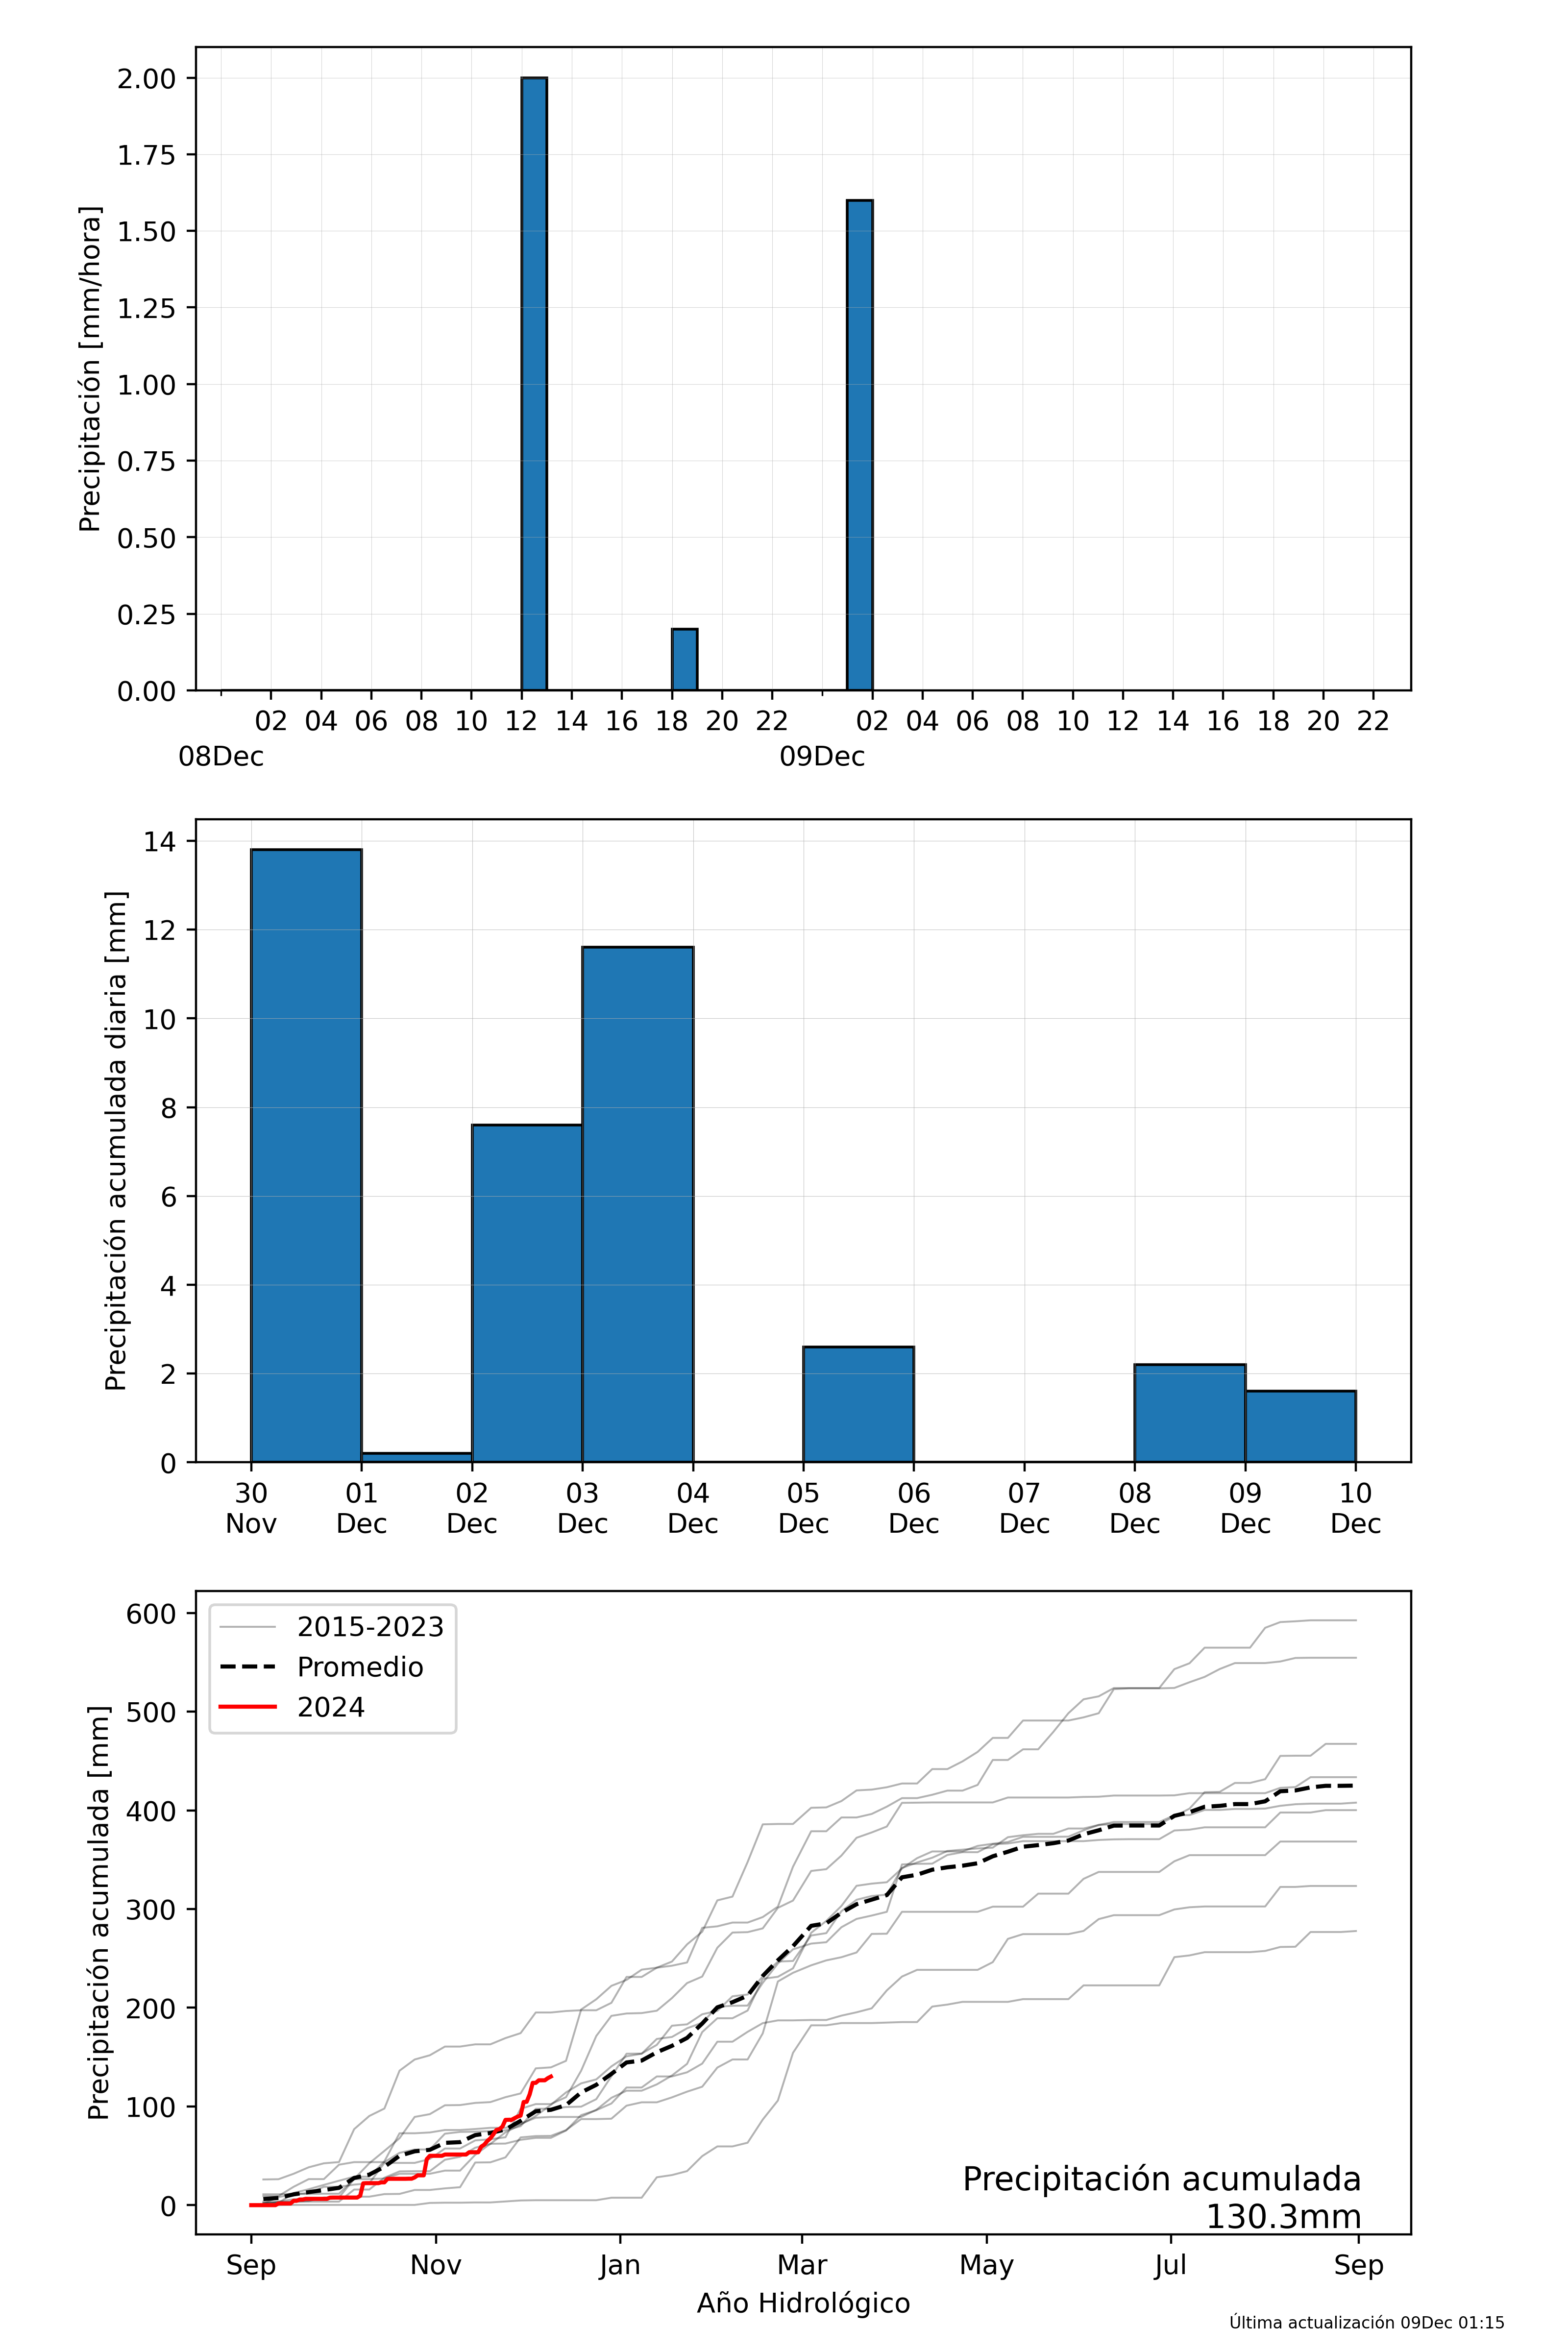 Precipitación [mm/hora]
2.00
1.75
1.50
1.25
1.00
0.75
0.50
0.25
0.00
02 04 06 08 10 12 14 16 18 20 22 02 04 06 08 10 12 14 16 18 20 22
08Dec 09Dec
Precipitación acumulada diaria [mm]
14
12
10
8
6
4
2
0
30 01 02 03 04 05 06 07 08 09 10
Nov Dec Dec Dec Dec Dec Dec Dec Dec Dec Dec
Precipitación acumulada [mm]
600
500
400
300
200
100
0
2015-2023
Promedio
2024
Precipitación acumulada
130.3mm
Sep Nov Jan Mar May Jul Sep
Año Hidrológico
Última actualización 09Dec 01:15